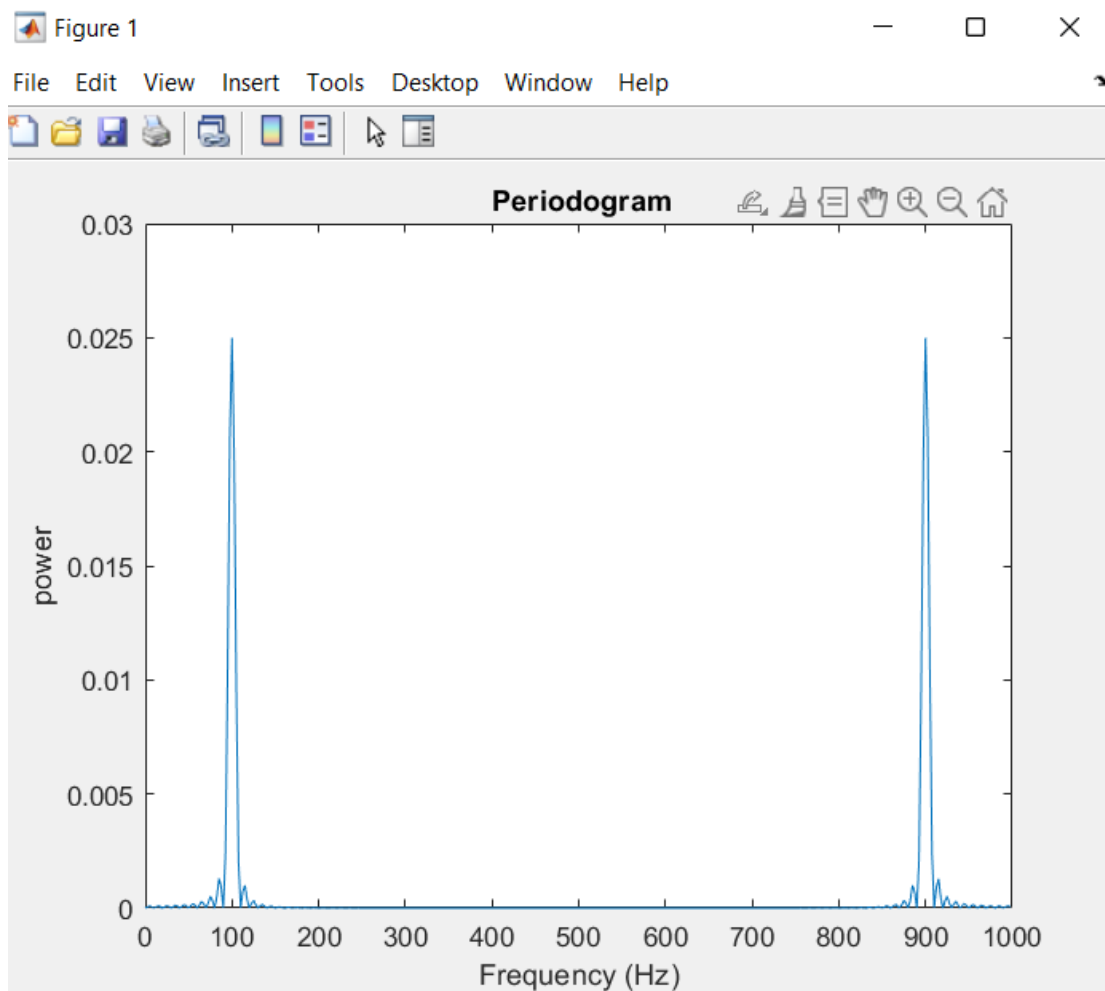 Figure 1
File Edit View Insert Tools Desktop Window Help
Periodogram
0.03
0.025
0.02
0.015
0.01
0.005
0
power
0 100 200 300 400 500 600 700 800 900 1000
Frequency (Hz)